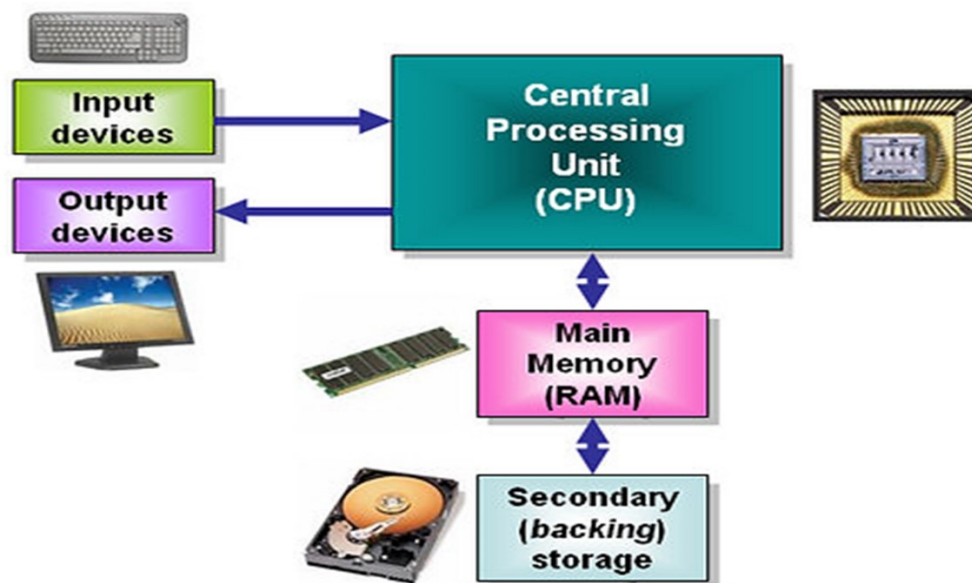 Input
devices
Central
Processing
Unit
(CPU)
Output
devices
Main
Memory
(RAM)
Secondary
(backing)
storage